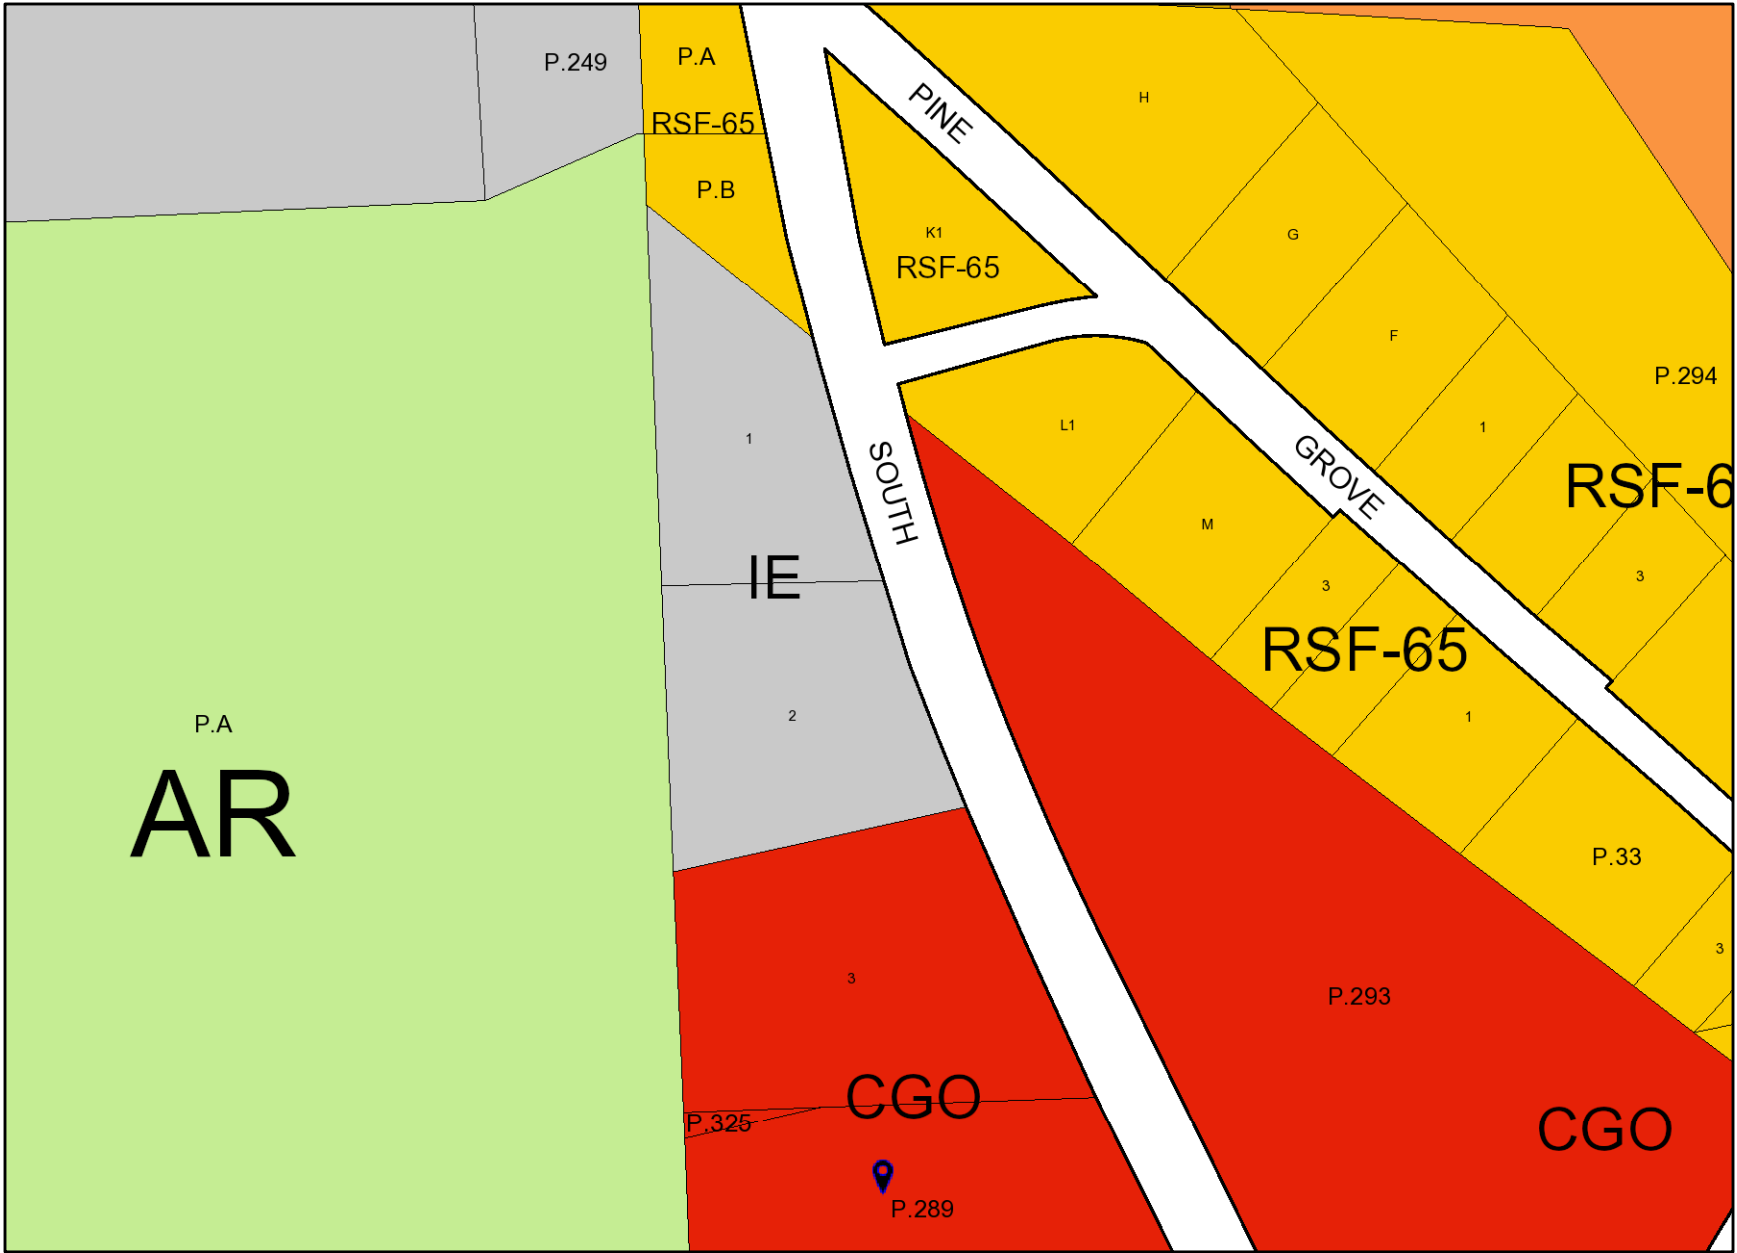 P.249
P.A
RSF-65
P.B
PINE
H
K1
RSF-65
G
F
P.294
1
L1
1
GROVE
RSF-6
SOUTH
M
IE
3
3
RSF-65
2
1
P.A
AR
P.33
3
3
P.293
CGO
P.325
CGO
P.289